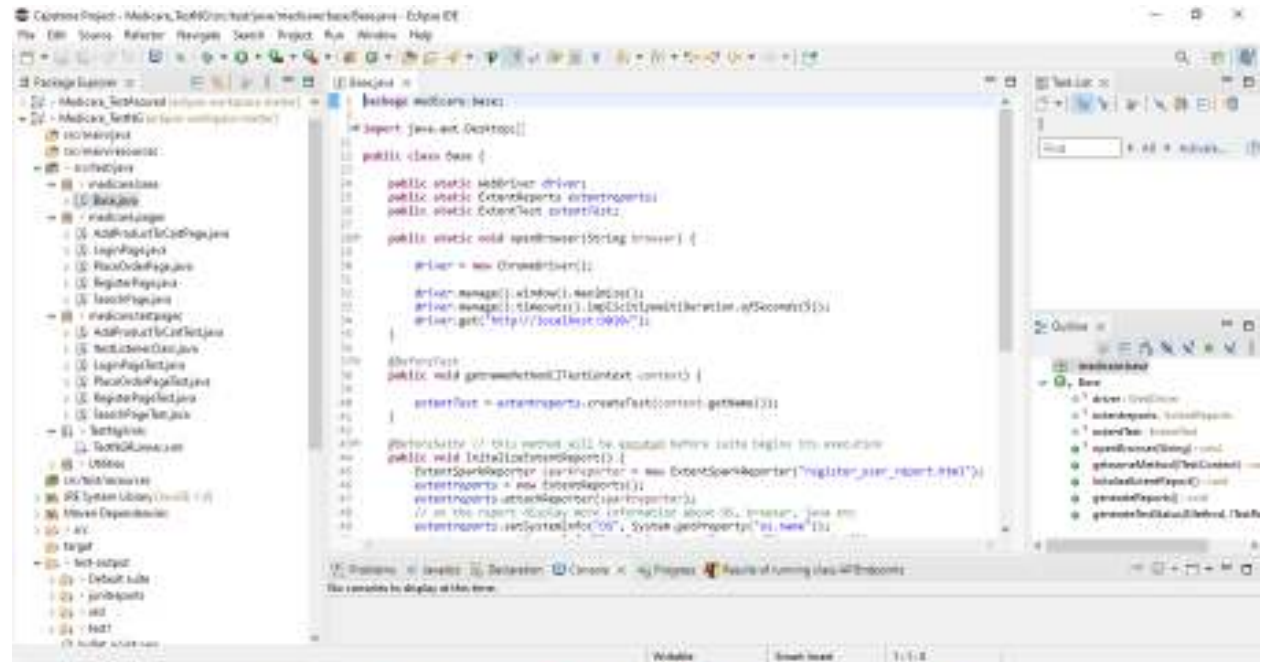 Capstone Project - Medicare_TestNG/src/test/java/medicare/base/Base.java - Eclipse IDE
File Edit Source Refactor Navigate Search Project Run Window Help
Package Explorer
Medicare_TestNG
src/main/java
src/main/resources
src/test/java
medicare.base
Base.java
medicare.pages
AddProductToCartPage.java
LoginPage.java
PlaceOrderPage.java
RegisterPage.java
SearchPage.java
medicare.testpages
AddProductToCartTest.java
TestListenerClass.java
LoginPageTest.java
PlaceOrderPageTest.java
RegisterPageTest.java
SearchPageTest.java
Utilities
src/test/resources
JRE System Library
Maven Dependencies
src
target
test-output
Default suite
junitreports
old
Base.java
package medicare.base;
import java.awt.Desktop;
public class Base {
public static WebDriver driver;
public static ExtentReports extentreports;
public static ExtentTest extentTest;
public static void openBrowser(String browser) {
driver = new ChromeDriver();
driver.manage().window().maximize();
driver.manage().timeouts().implicitlyWait(Duration.ofSeconds(5));
}
@BeforeTest
public void getnameMethod(ITestContext context) {
extentTest = extentreports.createTest(context.getName());
}
@BeforeSuite // this method will be executed before suite begins its execution
public void InitalizeExtentReport() {
ExtentSparkReporter sparkreporter = new ExtentSparkReporter("register_user_report.html");
extentreports = new ExtentReports();
extentreports.attachReporter(sparkreporter);
// on the report display more information about OS, browser, java etc
extentreports.setSystemInfo("OS", System.getProperty("os.name"));
Problems Javadoc Declaration Console Progress Results of running class APIEndpoints
No consoles to display at this time.
Task List
Find All Activate...
Outline
medicare.base
Base
driver : WebDriver
extentreports : ExtentReports
extentTest : ExtentTest
openBrowser(String) : void
getnameMethod(ITestContext)
InitalizeExtentReport() : void
generateReports() : void
Writable Smart Insert 1 : 1 : 0